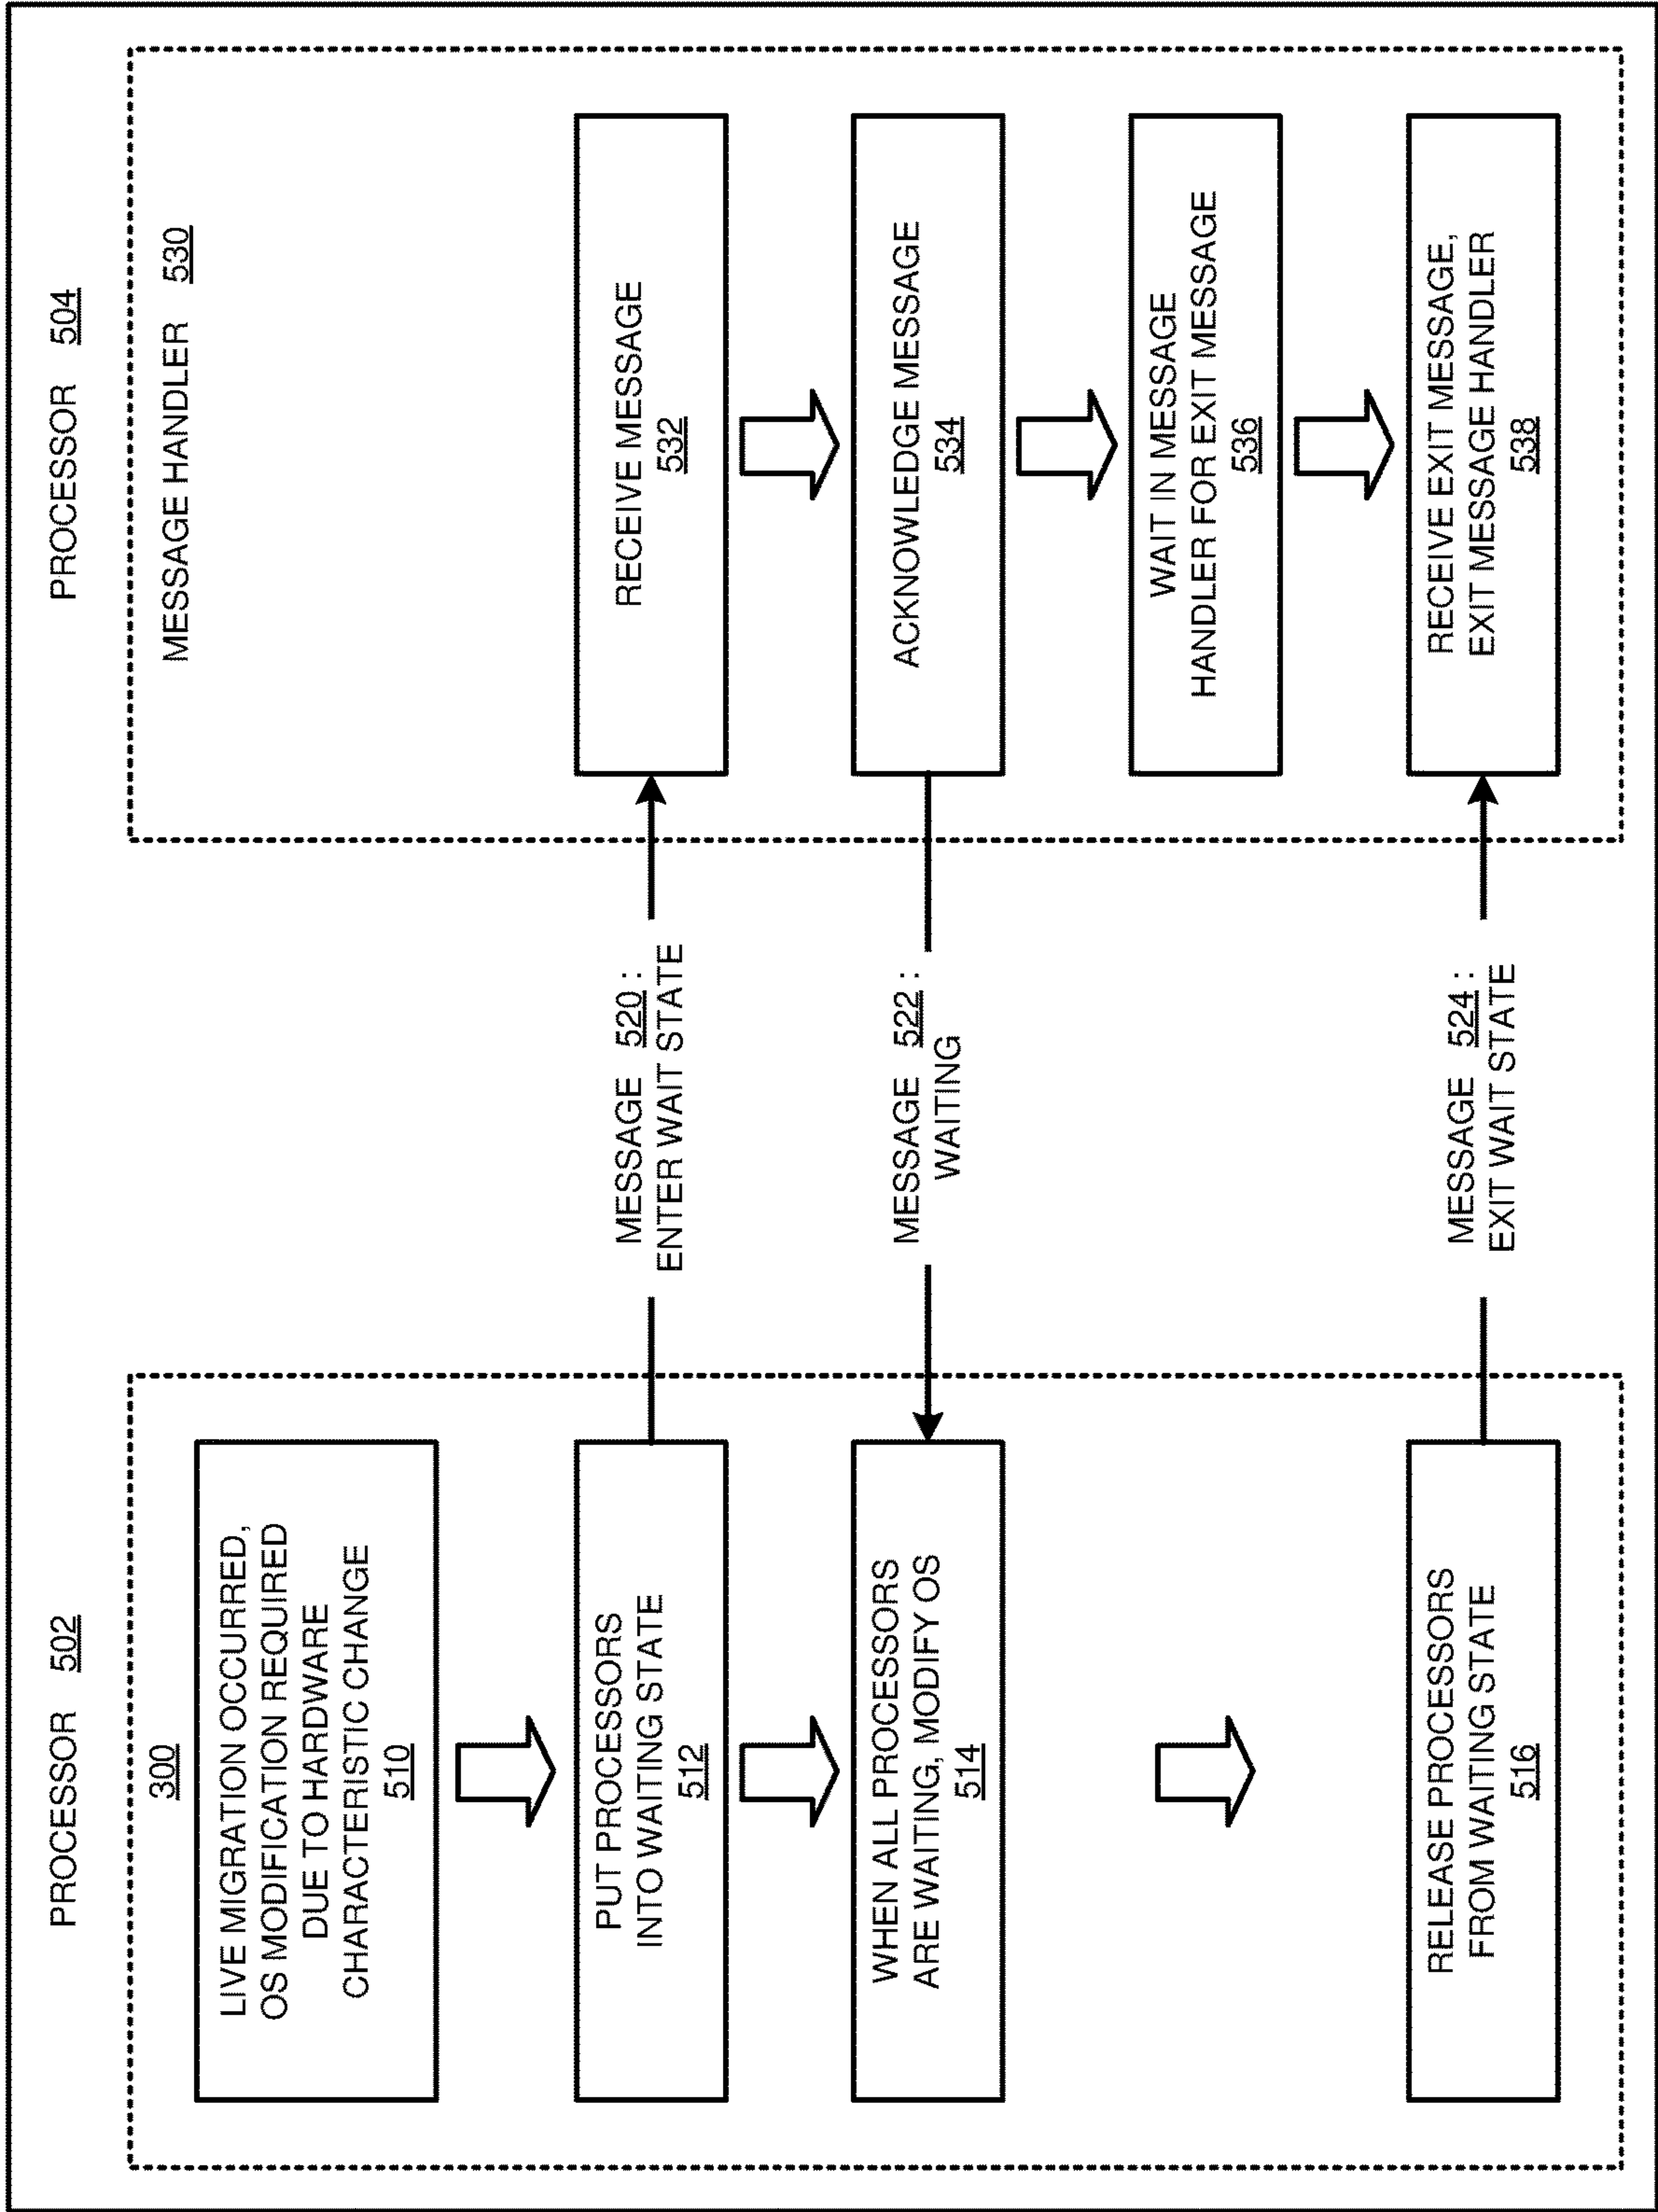 PROCESSOR 502
300
LIVE MIGRATION OCCURRED,
OS MODIFICATION REQUIRED
DUE TO HARDWARE
CHARACTERISTIC CHANGE
510
PUT PROCESSORS
INTO WAITING STATE
512
WHEN ALL PROCESSORS
ARE WAITING, MODIFY OS
514
RELEASE PROCESSORS
FROM WAITING STATE
516
MESSAGE 520 :
ENTER WAIT STATE
MESSAGE 522 :
WAITING
MESSAGE 524 :
EXIT WAIT STATE
PROCESSOR 504
MESSAGE HANDLER 530
RECEIVE MESSAGE
532
ACKNOWLEDGE MESSAGE
534
WAIT IN MESSAGE
HANDLER FOR EXIT MESSAGE
536
RECEIVE EXIT MESSAGE,
EXIT MESSAGE HANDLER
538